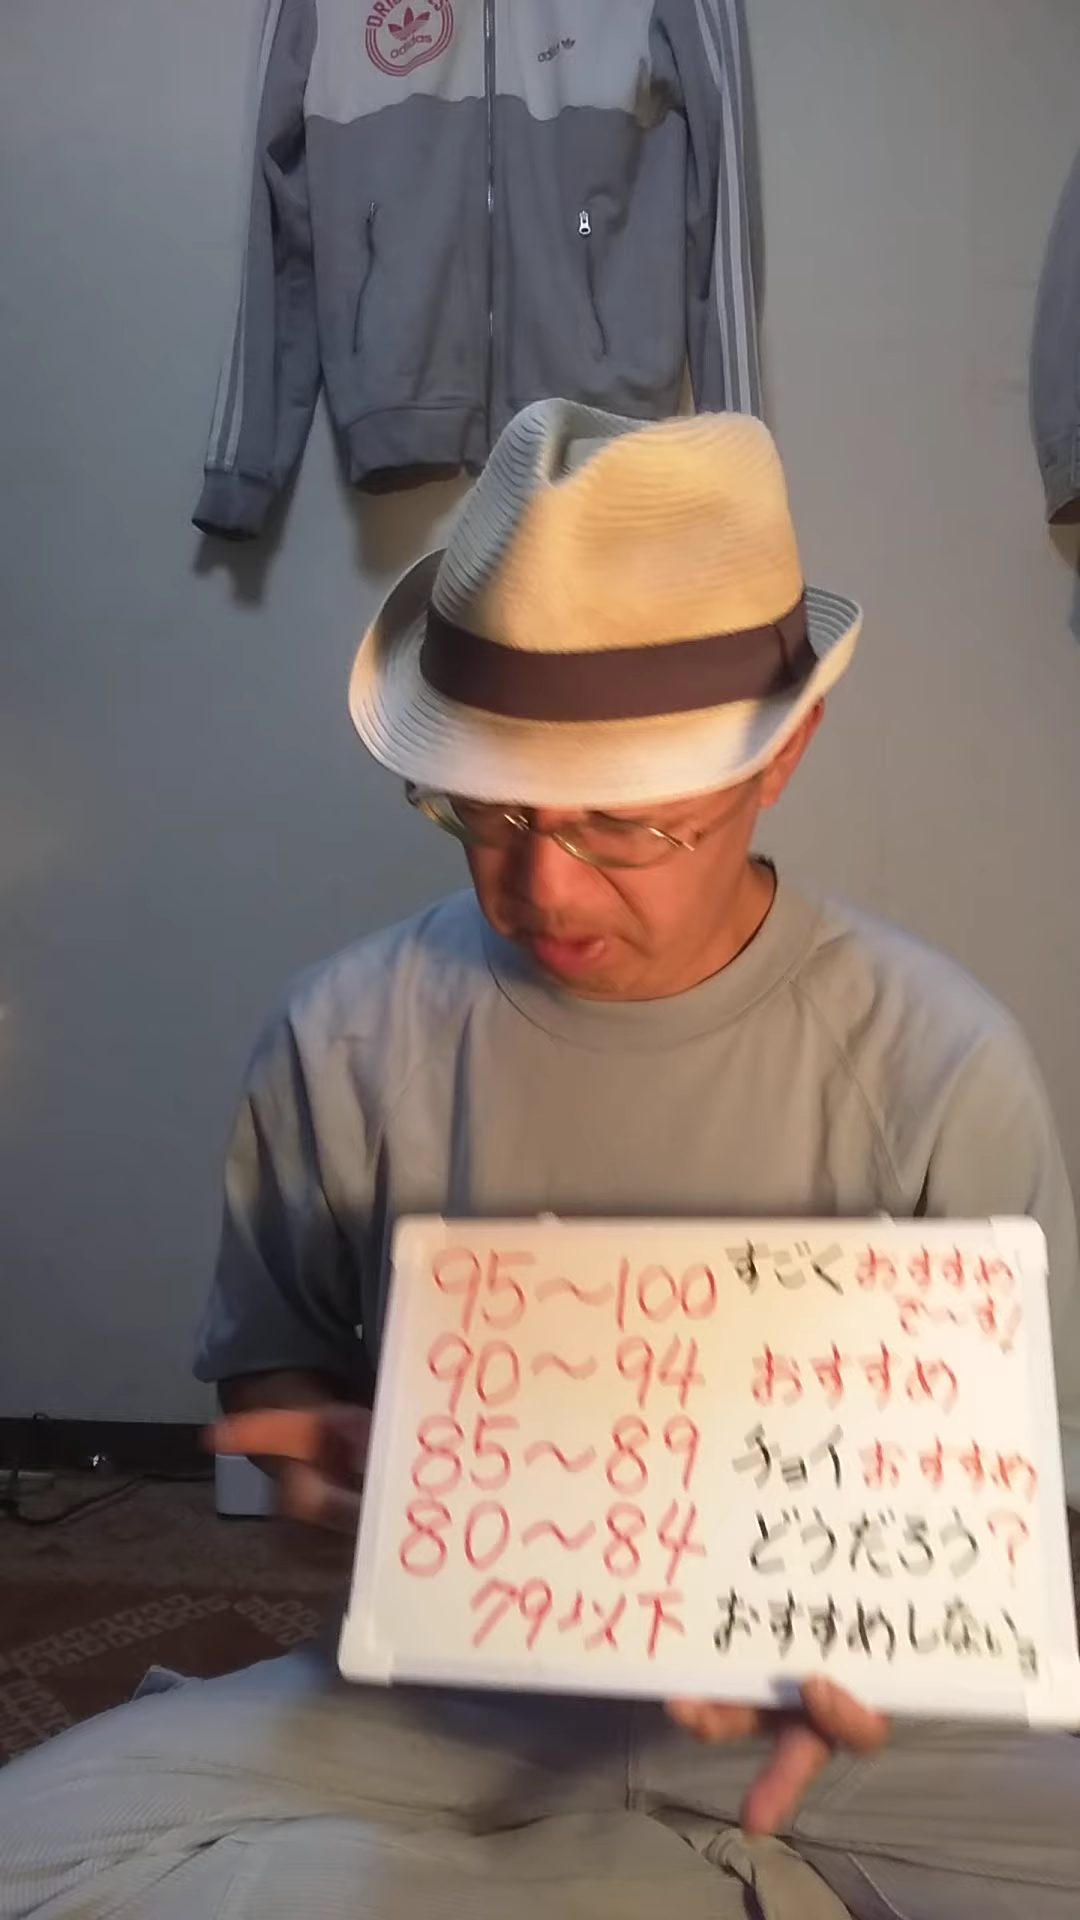 adidas
95〜100 すごくおすすめ
で〜す!
90〜94 おすすめ
85〜89 チョイおすすめ
80〜84 どうだろう?
79以下 おすすめしない